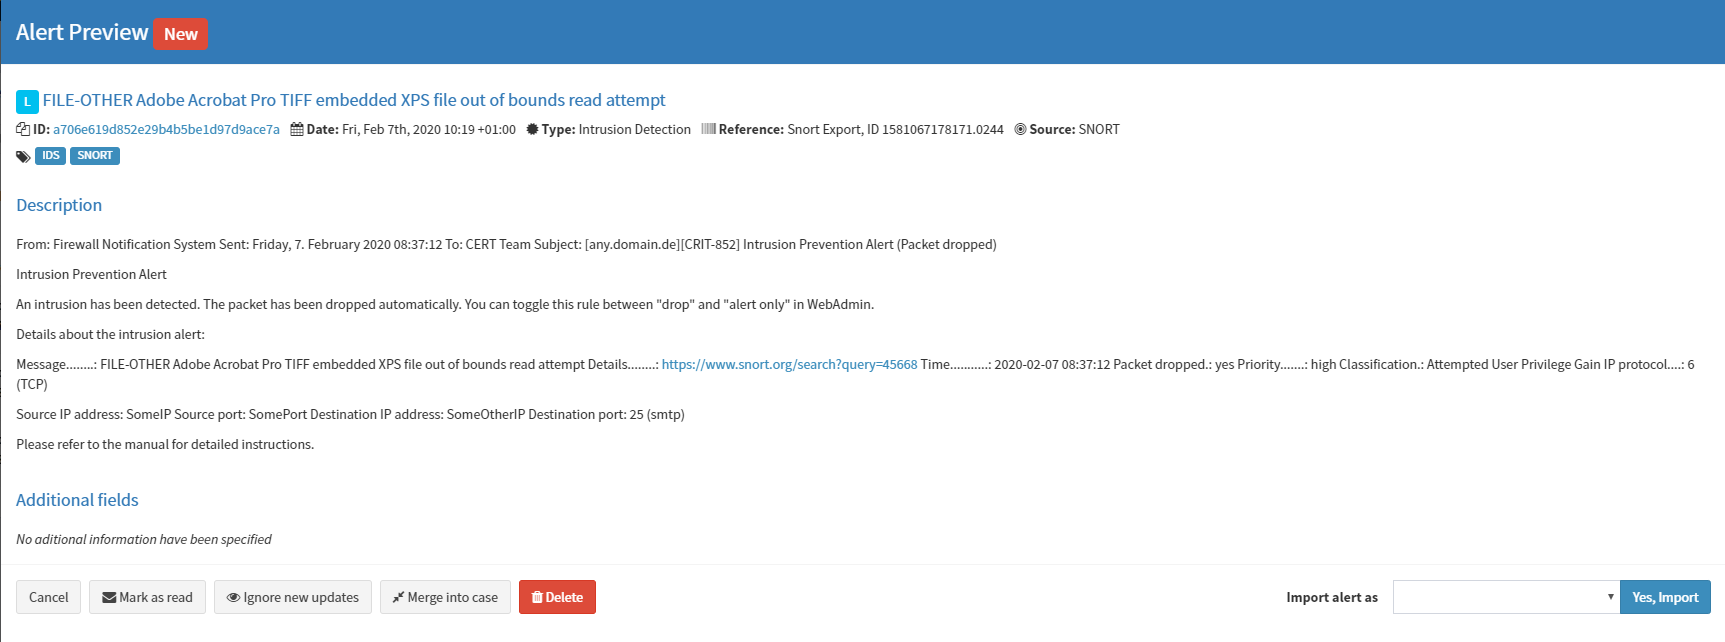 Alert Preview New
L FILE-OTHER Adobe Acrobat Pro TIFF embedded XPS file out of bounds read attempt
ID: a706e619d852e29b4b5be1d97d9ace7a Date: Fri, Feb 7th, 2020 10:19 +01:00 Type: Intrusion Detection Reference: Snort Export, ID 1581067178171.0244 Source: SNORT
IDS SNORT
Description
From: Firewall Notification System Sent: Friday, 7. February 2020 08:37:12 To: CERT Team Subject: [any.domain.de][CRIT-852] Intrusion Prevention Alert (Packet dropped)
Intrusion Prevention Alert
An intrusion has been detected. The packet has been dropped automatically. You can toggle this rule between "drop" and "alert only" in WebAdmin.
Details about the intrusion alert:
Message........: FILE-OTHER Adobe Acrobat Pro TIFF embedded XPS file out of bounds read attempt Details........: https://www.snort.org/search?query=45668 Time...........: 2020-02-07 08:37:12 Packet dropped.: yes Priority.......: high Classification.: Attempted User Privilege Gain IP protocol....: 6
(TCP)
Source IP address: SomeIP Source port: SomePort Destination IP address: SomeOtherIP Destination port: 25 (smtp)
Please refer to the manual for detailed instructions.
Additional fields
No aditional information have been specified
Cancel Mark as read Ignore new updates Merge into case Delete Import alert as Yes, Import